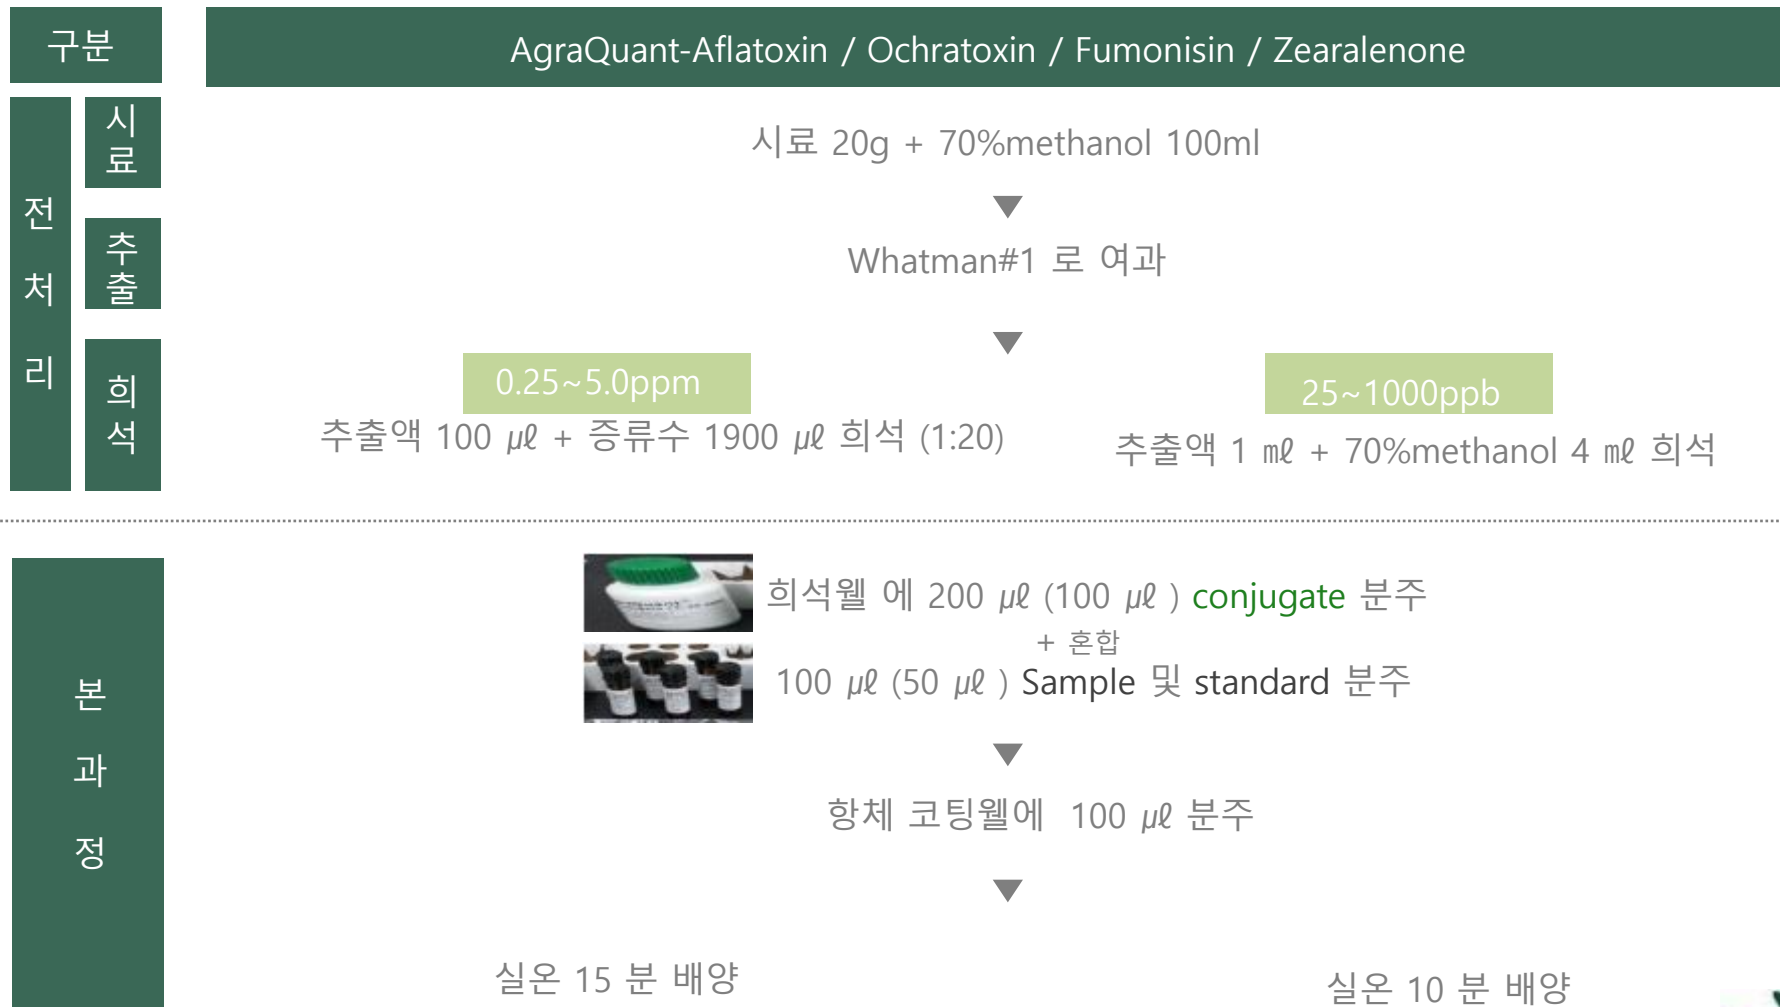 구분
AgraQuant-Aflatoxin / Ochratoxin / Fumonisin / Zearalenone
전처리
시료
시료 20g + 70%methanol 100ml
▼
추출
Whatman#1 로 여과
▼
희석
0.25~5.0ppm
추출액 100 ㎕ + 증류수 1900 ㎕ 희석 (1:20)
25~1000ppb
추출액 1 ㎖ + 70%methanol 4 ㎖ 희석
본과정
희석웰 에 200 ㎕ (100 ㎕ ) conjugate 분주
+ 혼합
100 ㎕ (50 ㎕ ) Sample 및 standard 분주
▼
항체 코팅웰에 100 ㎕ 분주
▼
실온 15 분 배양
실온 10 분 배양